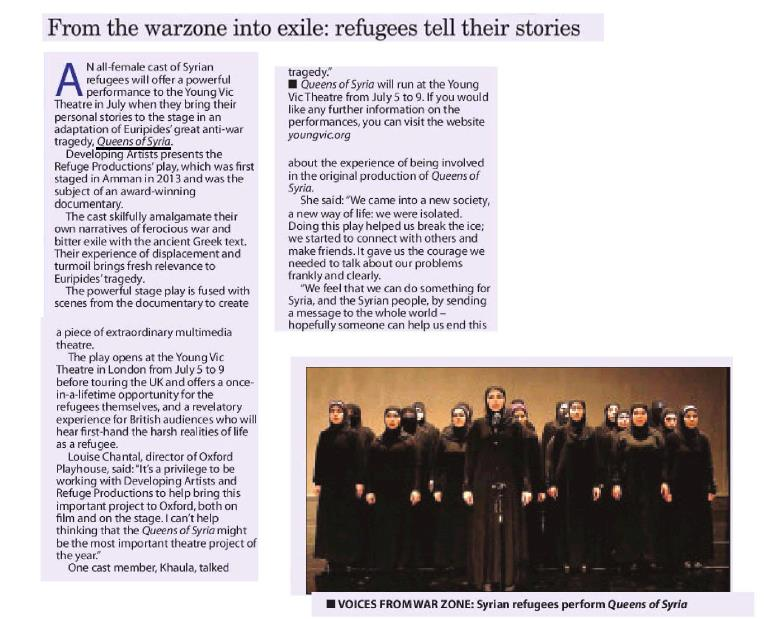 From the warzone into exile: refugees tell their stories
AN all-female cast of Syrian
refugees will offer a powerful
performance to the Young Vic
Theatre in July when they bring their
personal stories to the stage in an
adaptation of Euripides’ great anti-war
tragedy, Queens of Syria.
Developing Artists presents the
Refuge Productions’ play, which was first
staged in Amman in 2013 and was the
subject of an award-winning
documentary.
The cast skilfully amalgamate their
own narratives of ferocious war and
bitter exile with the ancient Greek text.
Their experience of displacement and
turmoil brings fresh relevance to
Euripides’ tragedy.
The powerful stage play is fused with
scenes from the documentary to create
a piece of extraordinary multimedia
theatre.
The play opens at the Young Vic
Theatre in London from July 5 to 9
before touring the UK and offers a once-
in-a-lifetime opportunity for the
refugees themselves, and a revelatory
experience for British audiences who will
hear first-hand the harsh realities of life
as a refugee.
Louise Chantal, director of Oxford
Playhouse, said: “It’s a privilege to be
working with Developing Artists and
Refuge Productions to help bring this
important project to Oxford, both on
film and on the stage. I can’t help
thinking that the Queens of Syria might
be the most important theatre project of
the year.”
One cast member, Khaula, talked
tragedy.”
■ Queens of Syria will run at the Young
Vic Theatre from July 5 to 9. If you would
like any further information on the
performances, you can visit the website
youngvic.org
about the experience of being involved
in the original production of Queens of
Syria.
She said: “We came into a new society,
a new way of life: we were isolated.
Doing this play helped us break the ice;
we started to connect with others and
make friends. It gave us the courage we
needed to talk about our problems
frankly and clearly.
“We feel that we can do something for
Syria, and the Syrian people, by sending
a message to the whole world –
hopefully someone can help us end this
■ VOICES FROM WAR ZONE: Syrian refugees perform Queens of Syria